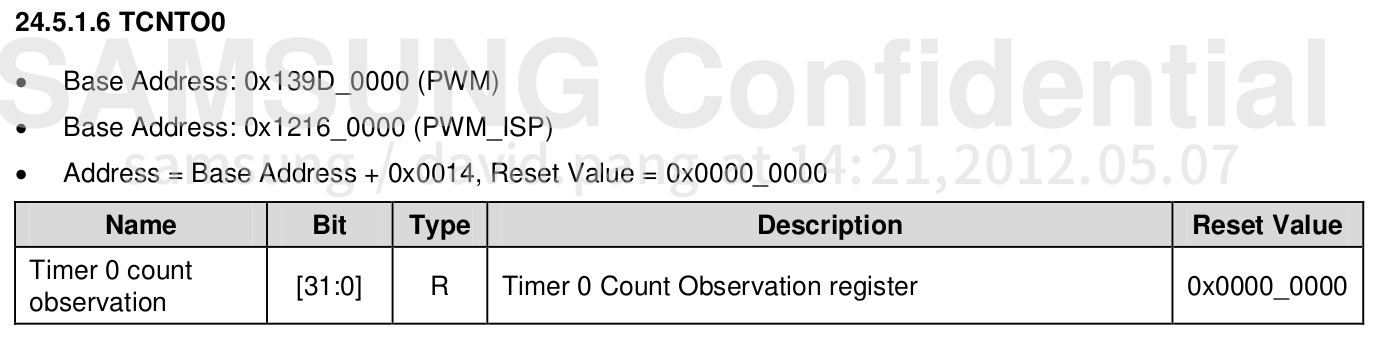 24.5.1.6 TCNTO0
SAMSUNG Confidential
• Base Address: 0x139D_0000 (PWM)
• Base Address: 0x1216_0000 (PWM_ISP)
samsung / david.pang at 14:21,2012.05.07
• Address = Base Address + 0x0014, Reset Value = 0x0000_0000
Name Bit Type Description Reset Value
Timer 0 count
observation
[31:0] R Timer 0 Count Observation register 0x0000_0000